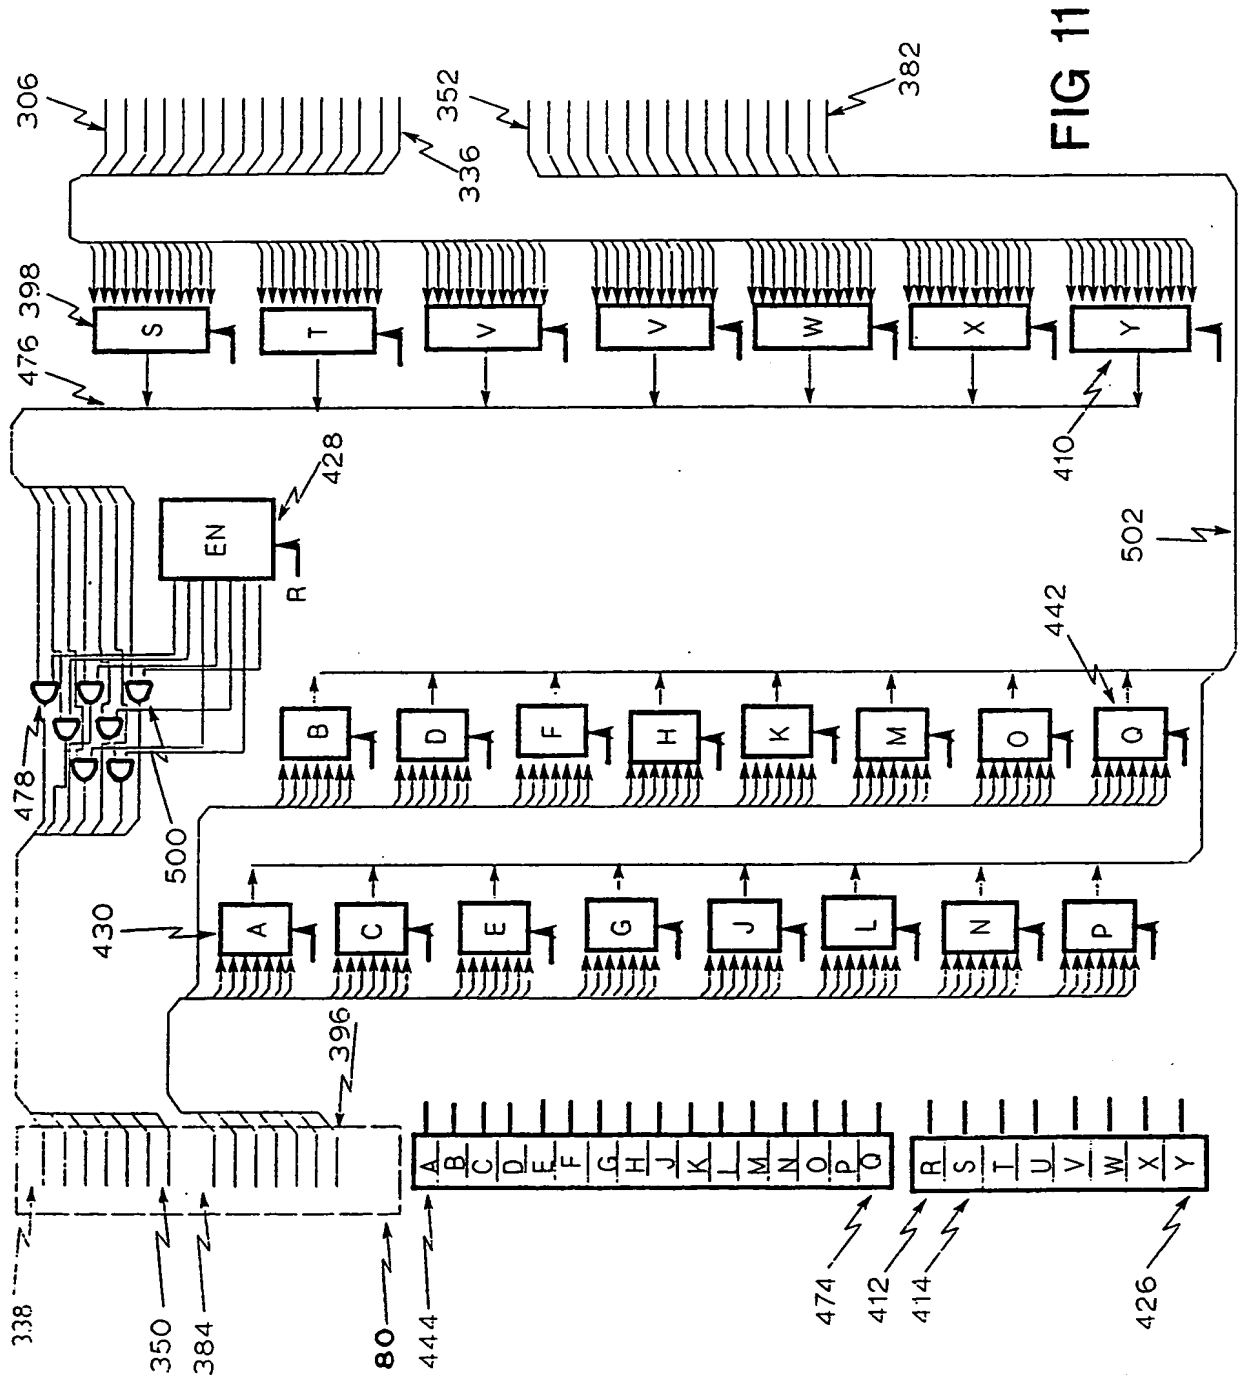 FIG 11
306
336
352
382
398
S
T
V
V
W
X
Y
410
476
428
EN
R
502
442
478
500
B
D
F
H
K
M
O
Q
430
A
C
E
G
J
L
N
P
396
338
350
384
80
444
A
B
C
D
E
F
G
H
J
K
L
M
N
O
P
Q
474
412
414
R
S
T
U
V
W
X
Y
426